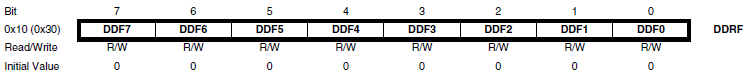 Bit 7 6 5 4 3 2 1 0
0x10 (0x30) DDF7 DDF6 DDF5 DDF4 DDF3 DDF2 DDF1 DDF0 DDRF
Read/Write R/W R/W R/W R/W R/W R/W R/W R/W
Initial Value 0 0 0 0 0 0 0 0